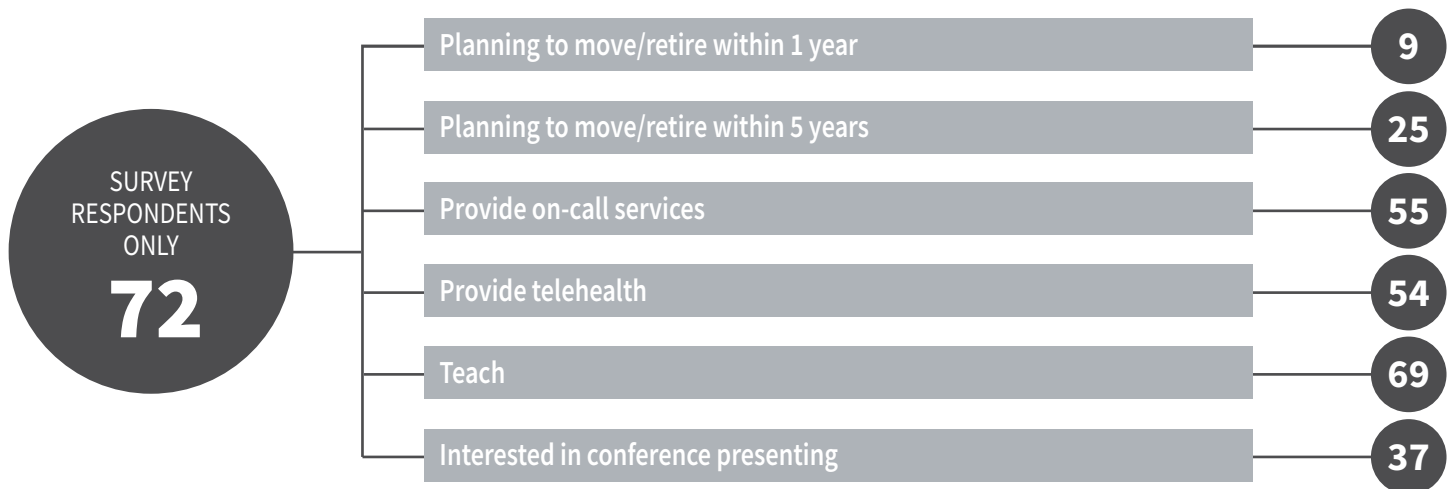 SURVEY
RESPONDENTS
ONLY
72
Planning to move/retire within 1 year
9
Planning to move/retire within 5 years
25
Provide on-call services
55
Provide telehealth
54
Teach
69
Interested in conference presenting
37